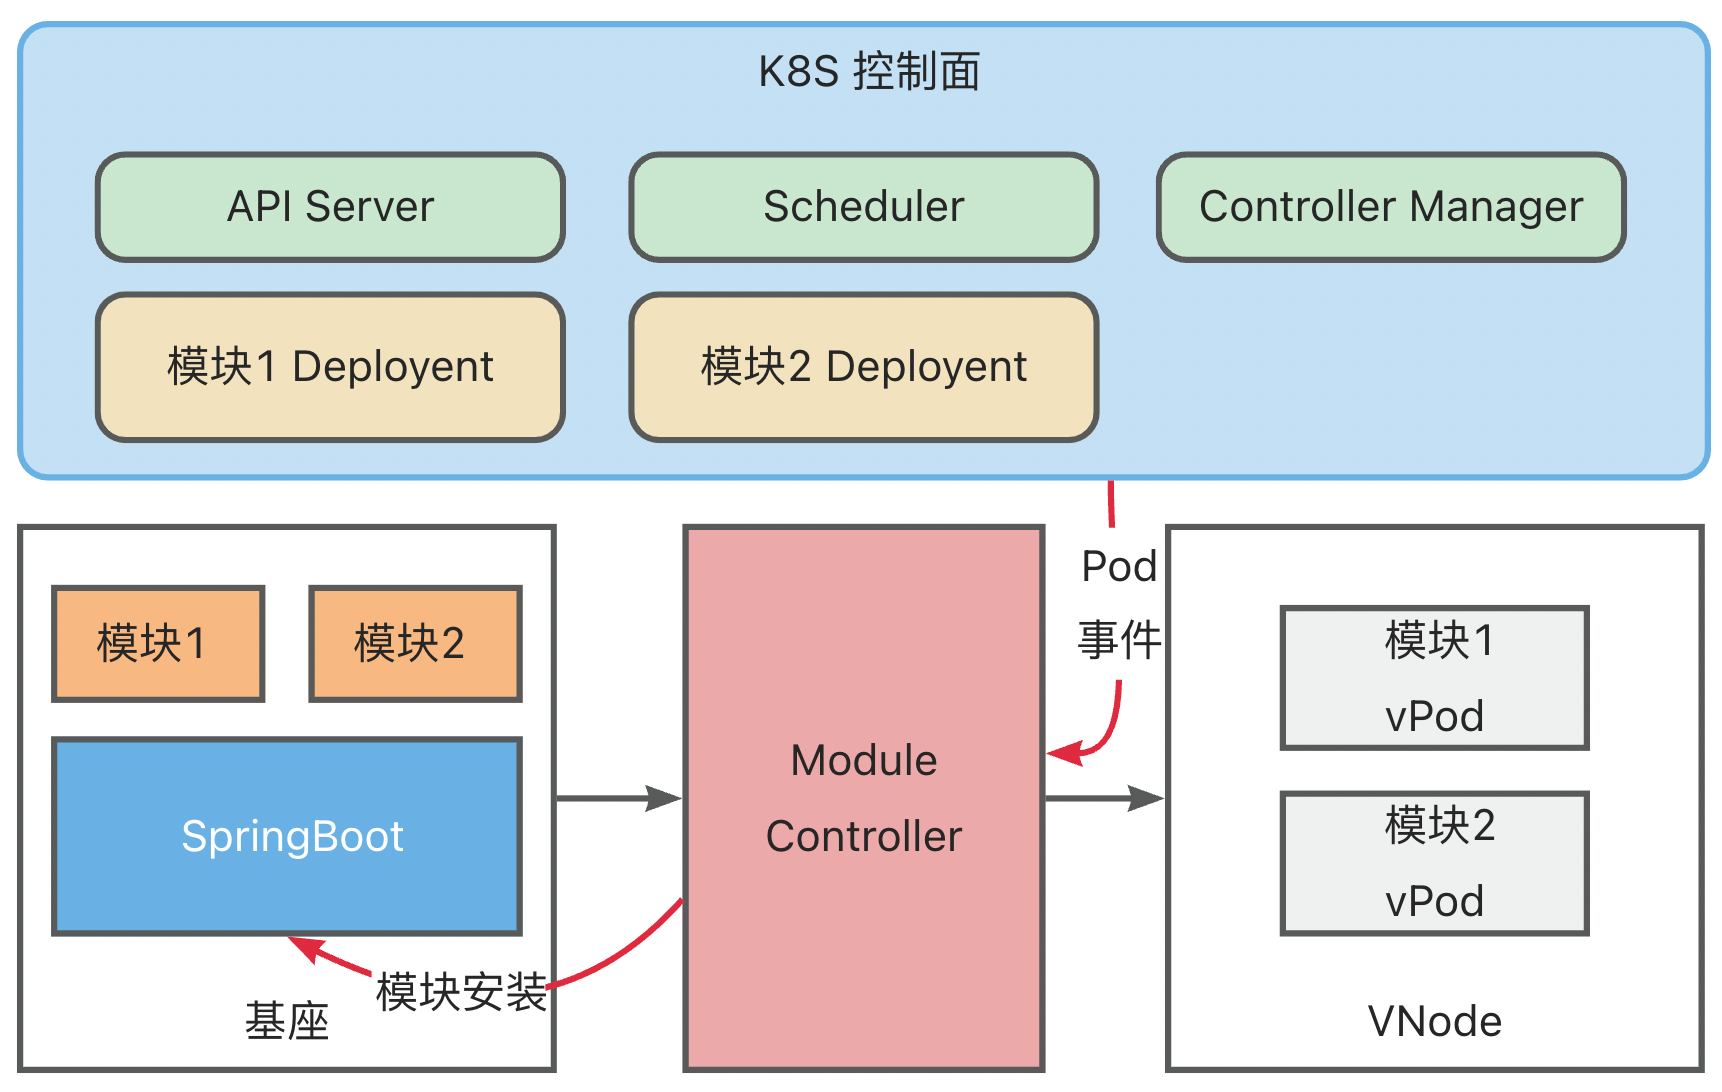 K8S 控制面
API Server
Scheduler
Controller Manager
模块1 Deployent
模块2 Deployent
模块1
模块2
SpringBoot
模块安装
基座
Module
Controller
Pod
事件
模块1
vPod
模块2
vPod
VNode